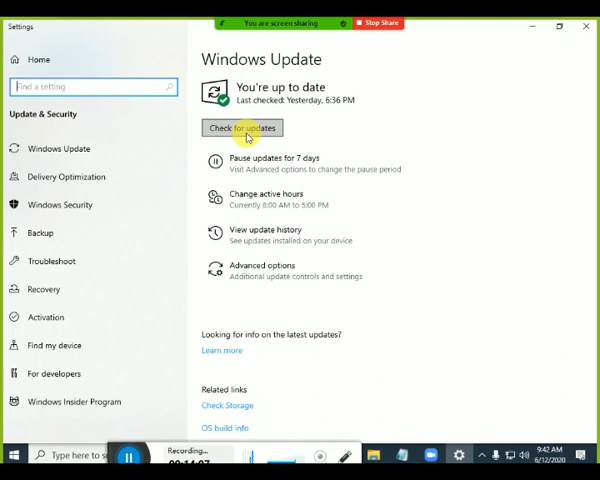 Settings
You are screen sharing
Stop Share
Home
Find a setting
Update & Security
Windows Update
Delivery Optimization
Windows Security
Backup
Troubleshoot
Recovery
Activation
Find my device
For developers
Windows Insider Program
Windows Update
You're up to date
Last checked: Yesterday, 6:36 PM
Check for updates
Pause updates for 7 days
Visit Advanced options to change the pause period
Change active hours
Currently 8:00 AM to 5:00 PM
View update history
See updates installed on your device
Advanced options
Additional update controls and settings
Looking for info on the latest updates?
Learn more
Related links
Check Storage
OS build info
Type here to s
Recording...
9:42 AM
6/12/2020